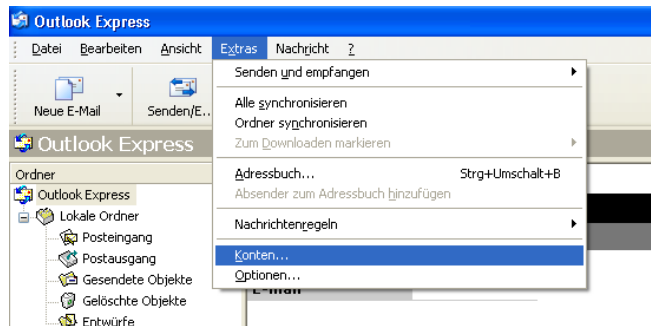 Outlook Express
Datei Bearbeiten Ansicht Extras Nachricht ?
Neue E-Mail Senden/E..
Senden und empfangen
Alle synchronisieren
Ordner synchronisieren
Zum Downloaden markieren
Adressbuch... Strg+Umschalt+B
Absender zum Adressbuch hinzufügen
Nachrichtenregeln
Konten...
Optionen...
Outlook Express
Ordner
Outlook Express
Lokale Ordner
Posteingang
Postausgang
Gesendete Objekte
Gelöschte Objekte
Entwürfe
E-Mail